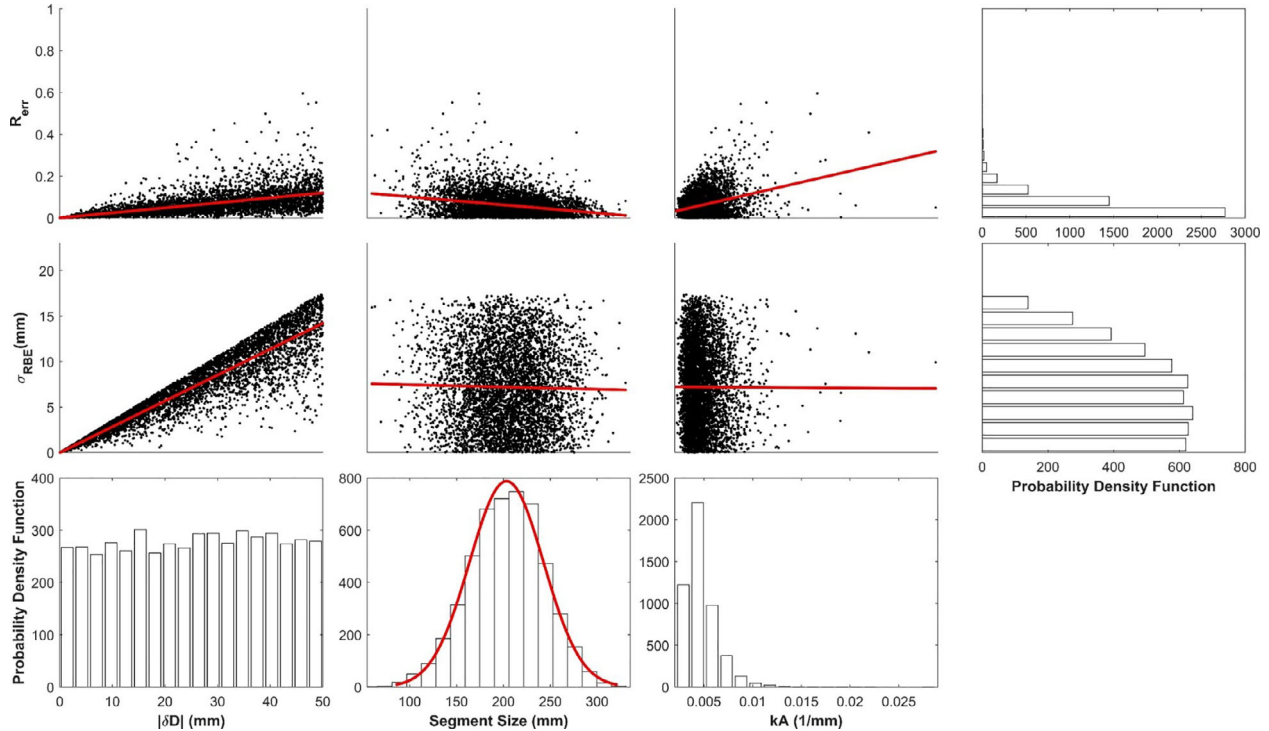 1
0.8
0.6
0.4
0.2
0
R_err
0 500 1000 1500 2000 2500 3000
20
15
10
5
0
σ_RBE(mm)
0 200 400 600 800
Probability Density Function
400
300
200
100
0
Probability Density Function
0 10 20 30 40 50
|δD| (mm)
800
600
400
200
0
100 150 200 250 300
Segment Size (mm)
2500
2000
1500
1000
500
0
0.005 0.01 0.015 0.02 0.025
kA (1/mm)